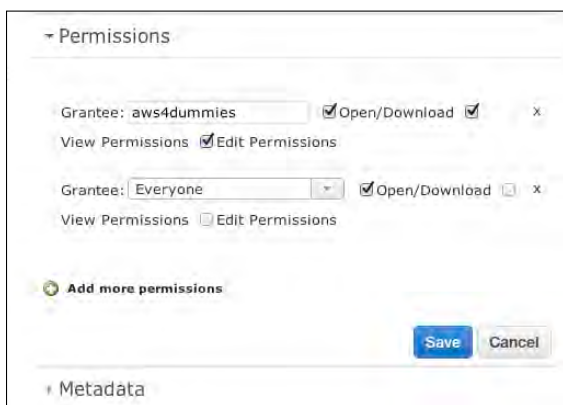 Permissions
Grantee: aws4dummies Open/Download x
View Permissions Edit Permissions
Grantee: Everyone Open/Download x
View Permissions Edit Permissions
Add more permissions
Save Cancel
Metadata